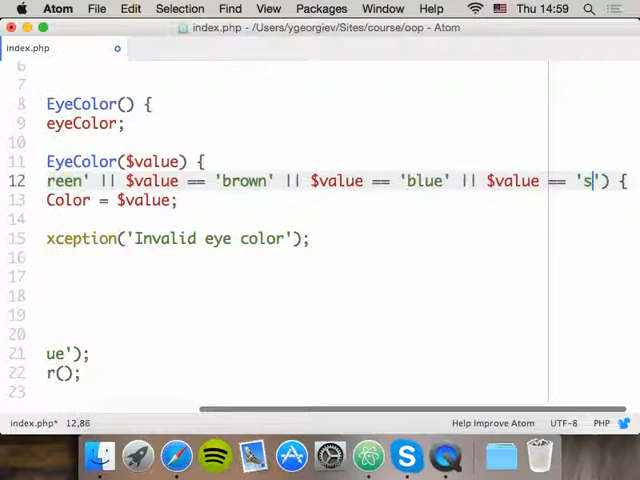 Atom File Edit Selection View Packages Window Help Thu 14:59
index.php - /Users/ygeorgiev/Sites/course/oop - Atom
index.php
6
7
8 EyeColor() {
9 eyeColor;
10
11 EyeColor($value) {
12 reen' || $value == 'brown' || $value == 'blue' || $value == 's') {
13 Color = $value;
14
15 xception('Invalid eye color');
16
17
18
19
20
21 ue');
22 r();
23
index.php* 12,86 Help Improve Atom UTF-8 PHP